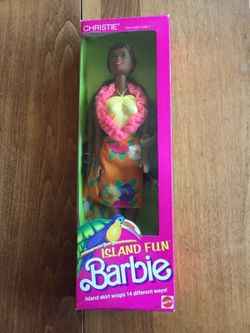 CHRISTIE
ISLAND FUN
Barbie
Island skirt wraps 14 different ways!